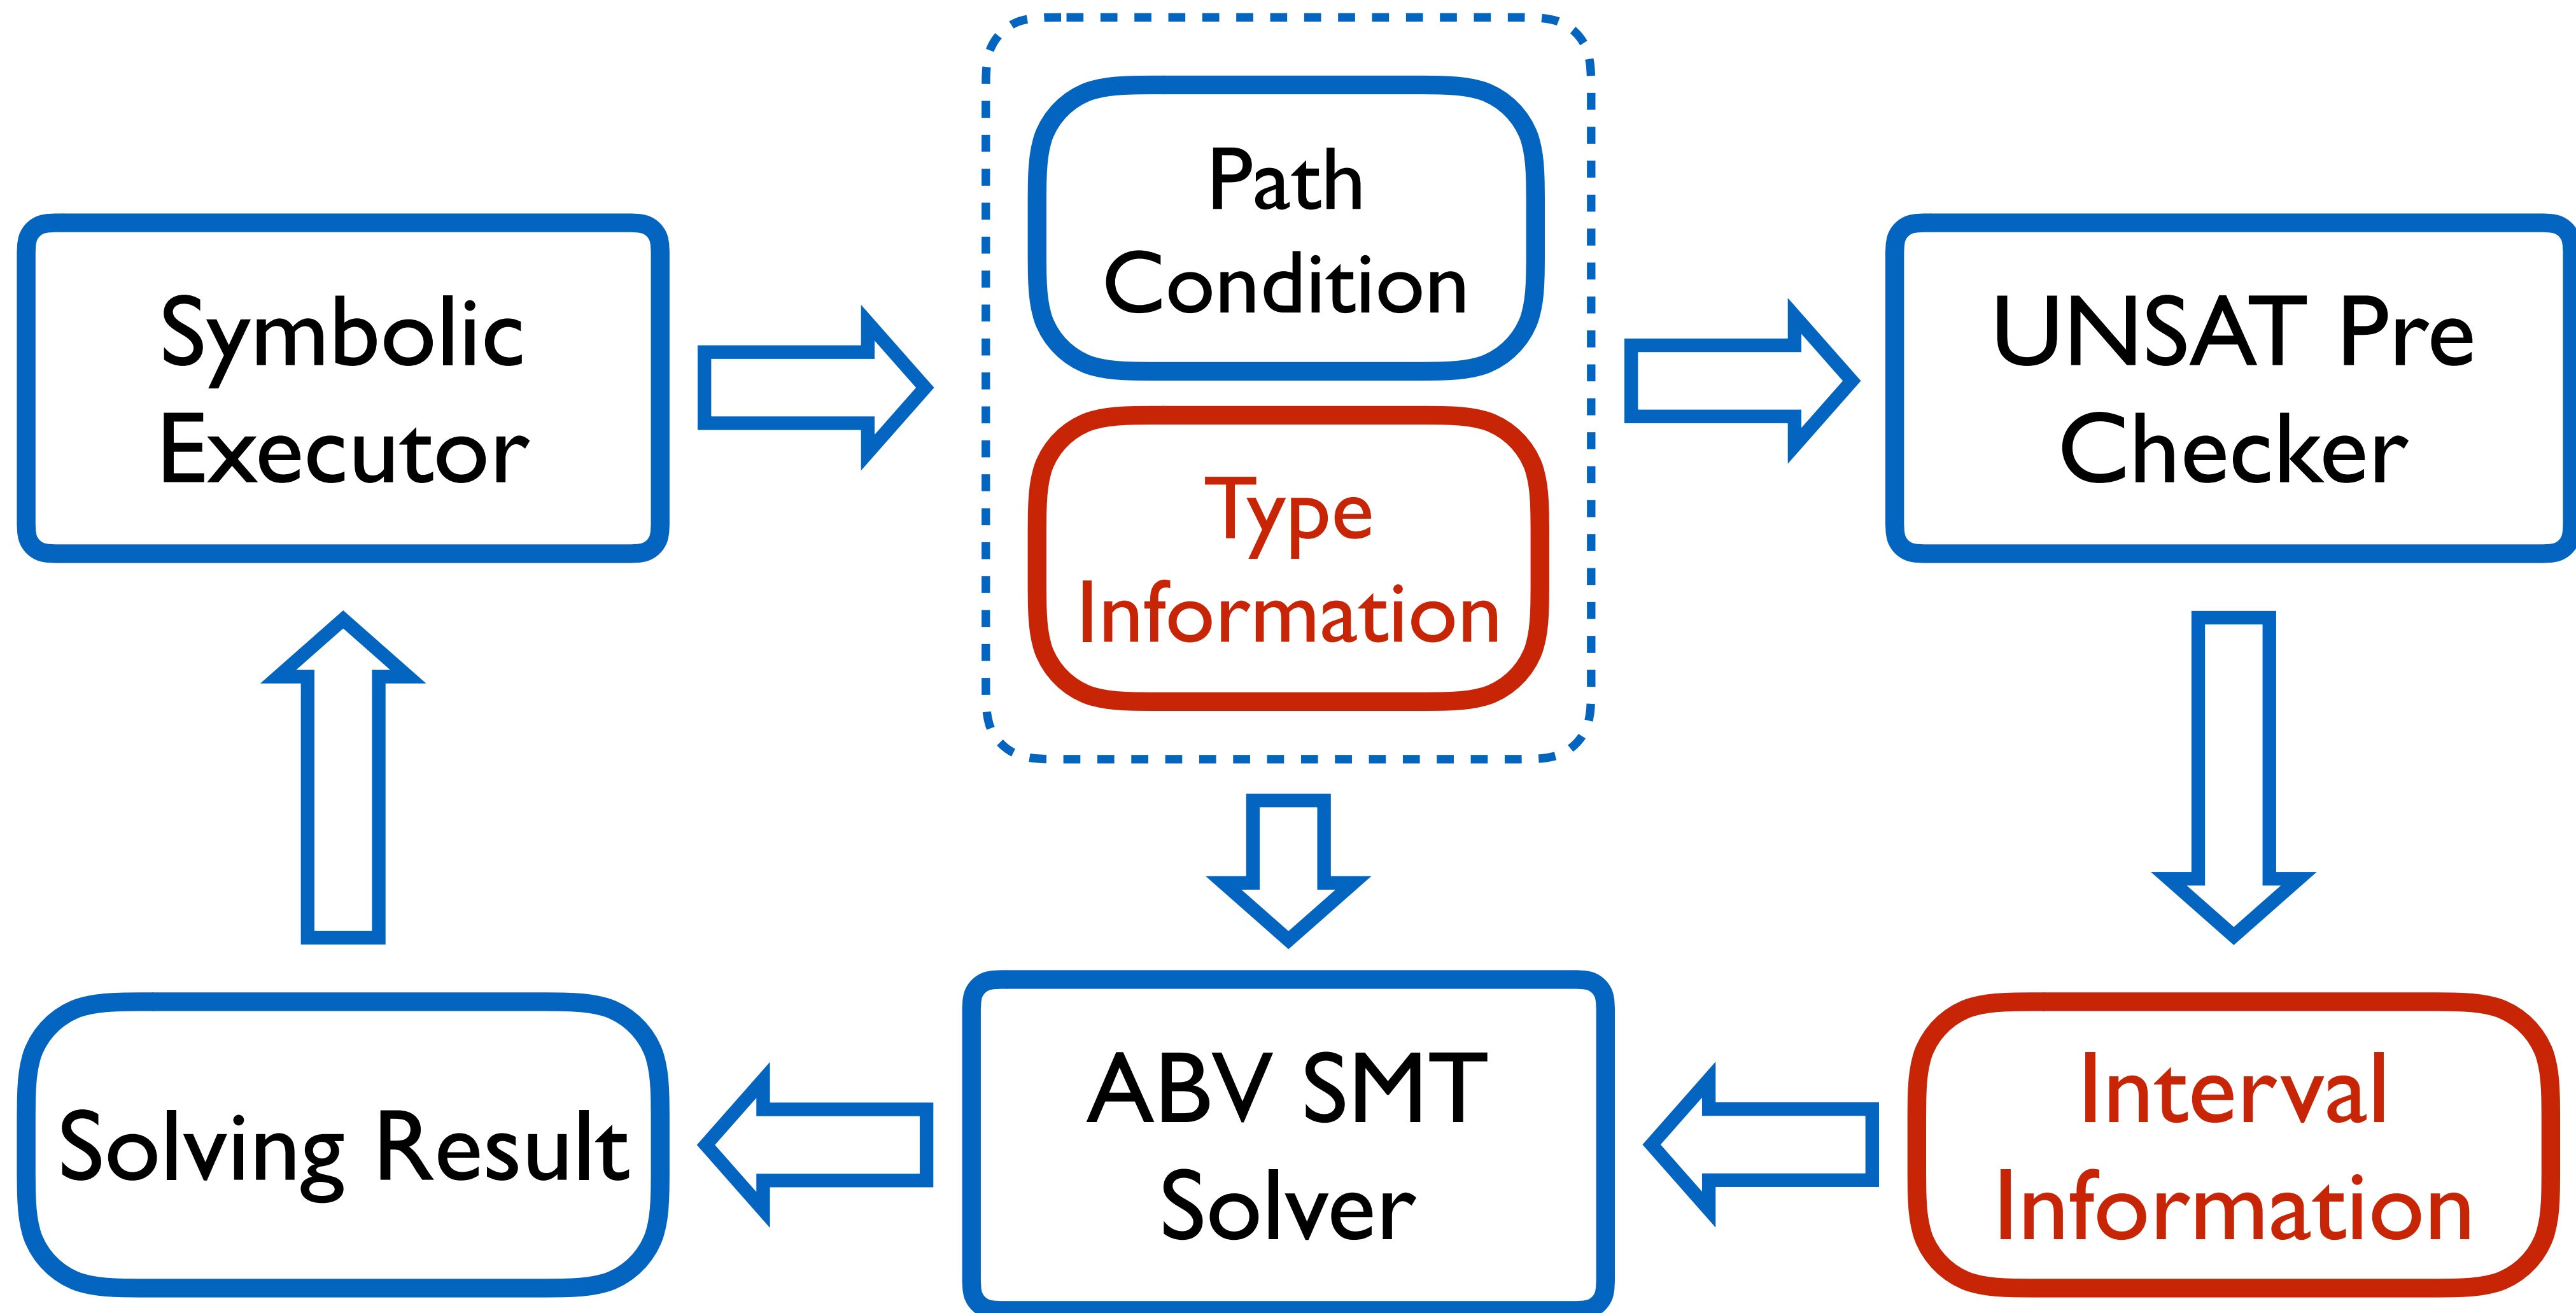 Symbolic
Executor
Path
Condition
Type
Information
UNSAT Pre
Checker
Solving Result
ABV SMT
Solver
Interval
Information